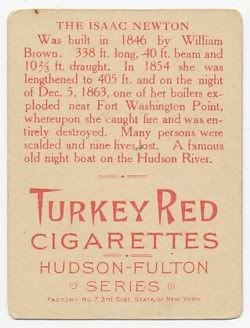 THE ISAAC NEWTON
Was built in 1846 by William
Brown. 338 ft. long, 40 ft. beam and
10⅔ ft. draught. In 1854 she was
lengthened to 405 ft. and on the night
of Dec. 5, 1863, one of her boilers ex-
ploded near Fort Washington Point,
whereupon she caught fire and was en-
tirely destroyed. Many persons were
scalded and nine lives lost. A famous
old night boat on the Hudson River.
TURKEY RED
CIGARETTES
HUDSON-FULTON
SERIES
FACTORY No. 7, 3rd. DIST. STATE, OF NEW YORK